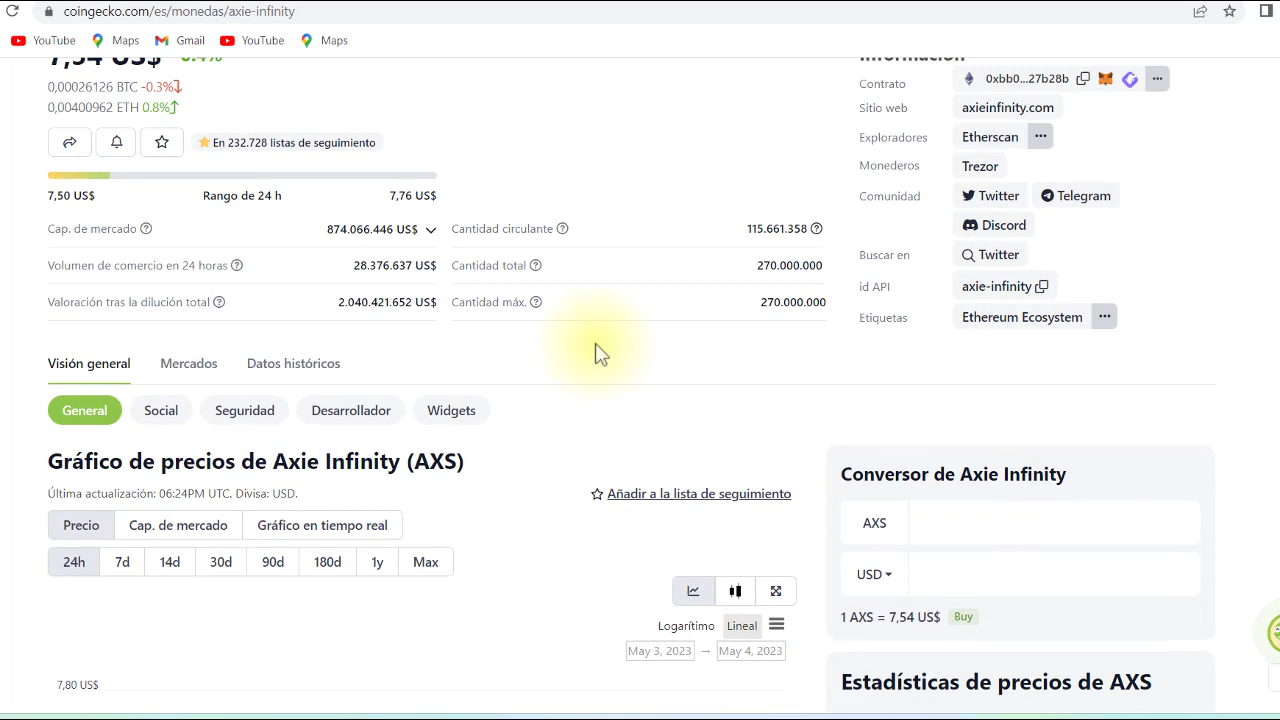 coingecko.com/es/monedas/axie-infinity
YouTube Maps Gmail YouTube Maps
7,54 US$ 0.4%
0,00026126 BTC -0.3%
0,00400962 ETH 0.8%
En 232.728 listas de seguimiento
7,50 US$ Rango de 24 h 7,76 US$
Cap. de mercado 874.066.446 US$
Volumen de comercio en 24 horas 28.376.637 US$
Valoración tras la dilución total 2.040.421.652 US$
Cantidad circulante 115.661.358
Cantidad total 270.000.000
Cantidad máx. 270.000.000
Información
Contrato 0xbb0...27b28b
Sitio web axieinfinity.com
Exploradores Etherscan
Monederos Trezor
Comunidad Twitter Telegram
Discord
Buscar en Twitter
id API axie-infinity
Etiquetas Ethereum Ecosystem
Visión general Mercados Datos históricos
General Social Seguridad Desarrollador Widgets
Gráfico de precios de Axie Infinity (AXS)
Última actualización: 06:24PM UTC. Divisa: USD.
Añadir a la lista de seguimiento
Precio Cap. de mercado Gráfico en tiempo real
24h 7d 14d 30d 90d 180d 1y Max
Logarítimo Lineal
May 3, 2023 → May 4, 2023
7,80 US$
Conversor de Axie Infinity
AXS
USD
1 AXS = 7,54 US$ Buy
Estadísticas de precios de AXS